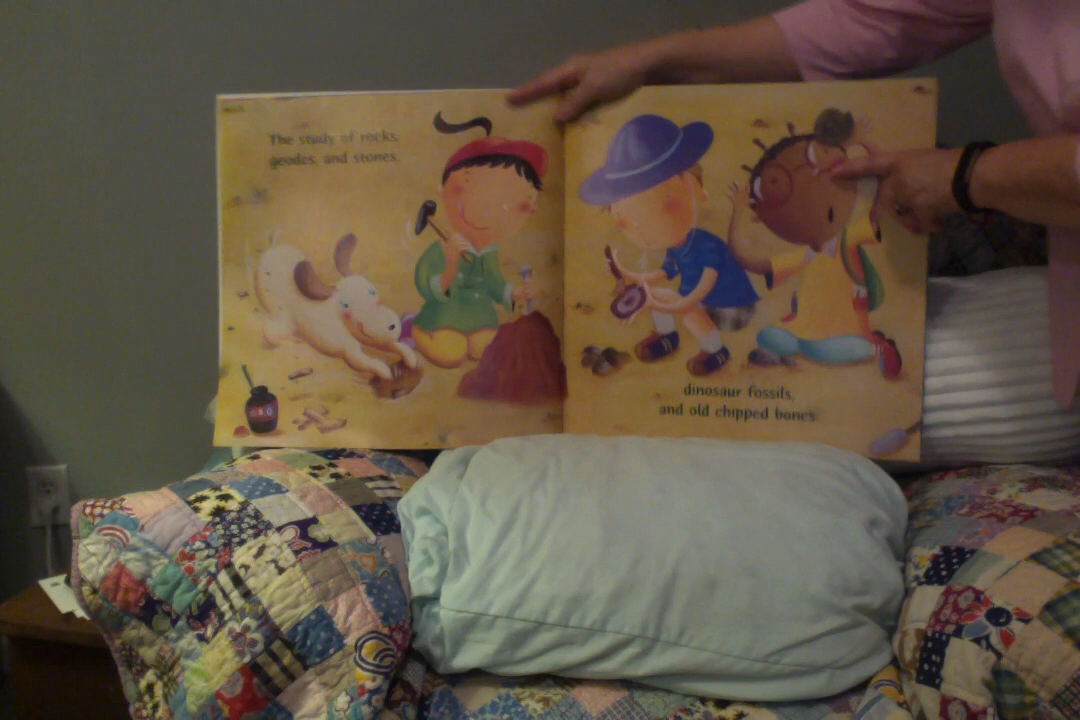 The study of rocks,
geodes, and stones,
dinosaur fossils,
and old chipped bones.